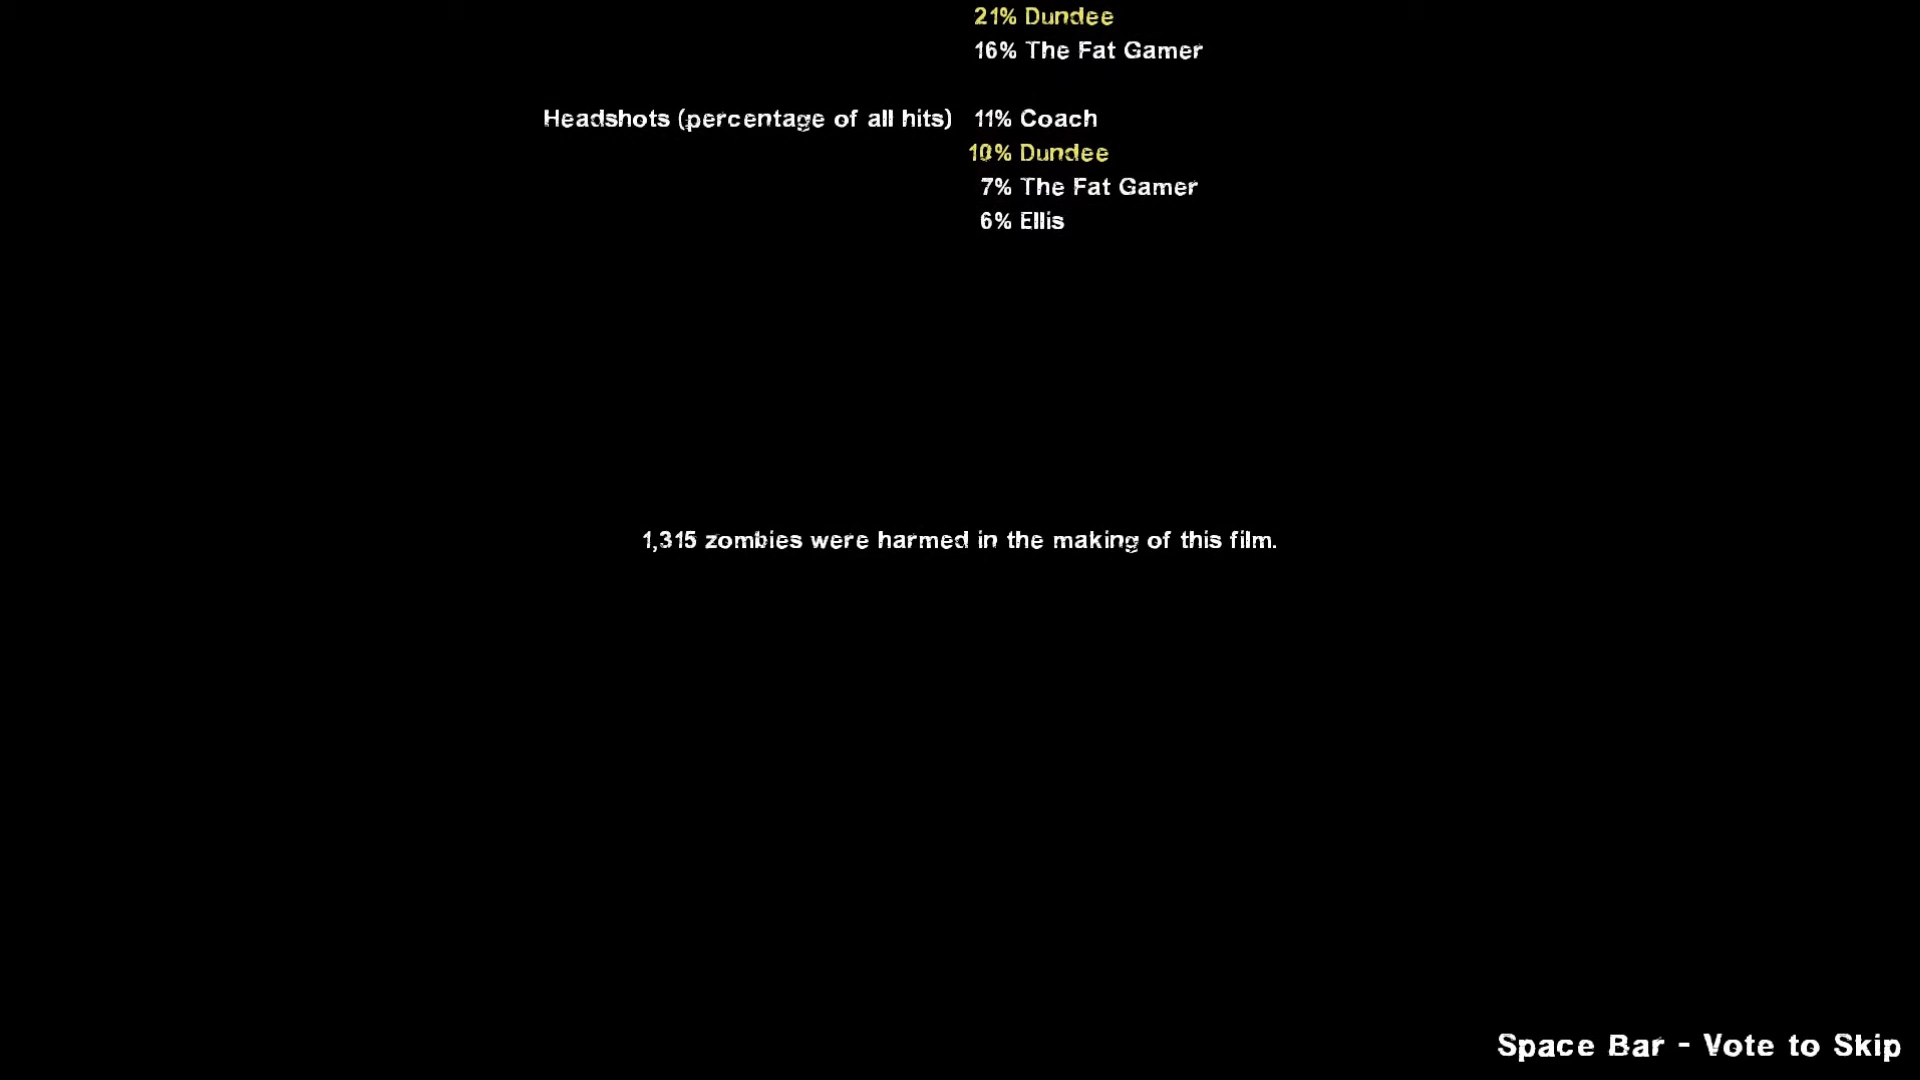 21% Dundee
16% The Fat Gamer
Headshots (percentage of all hits) 11% Coach
10% Dundee
7% The Fat Gamer
6% Ellis
1,315 zombies were harmed in the making of this film.
Space Bar - Vote to Skip